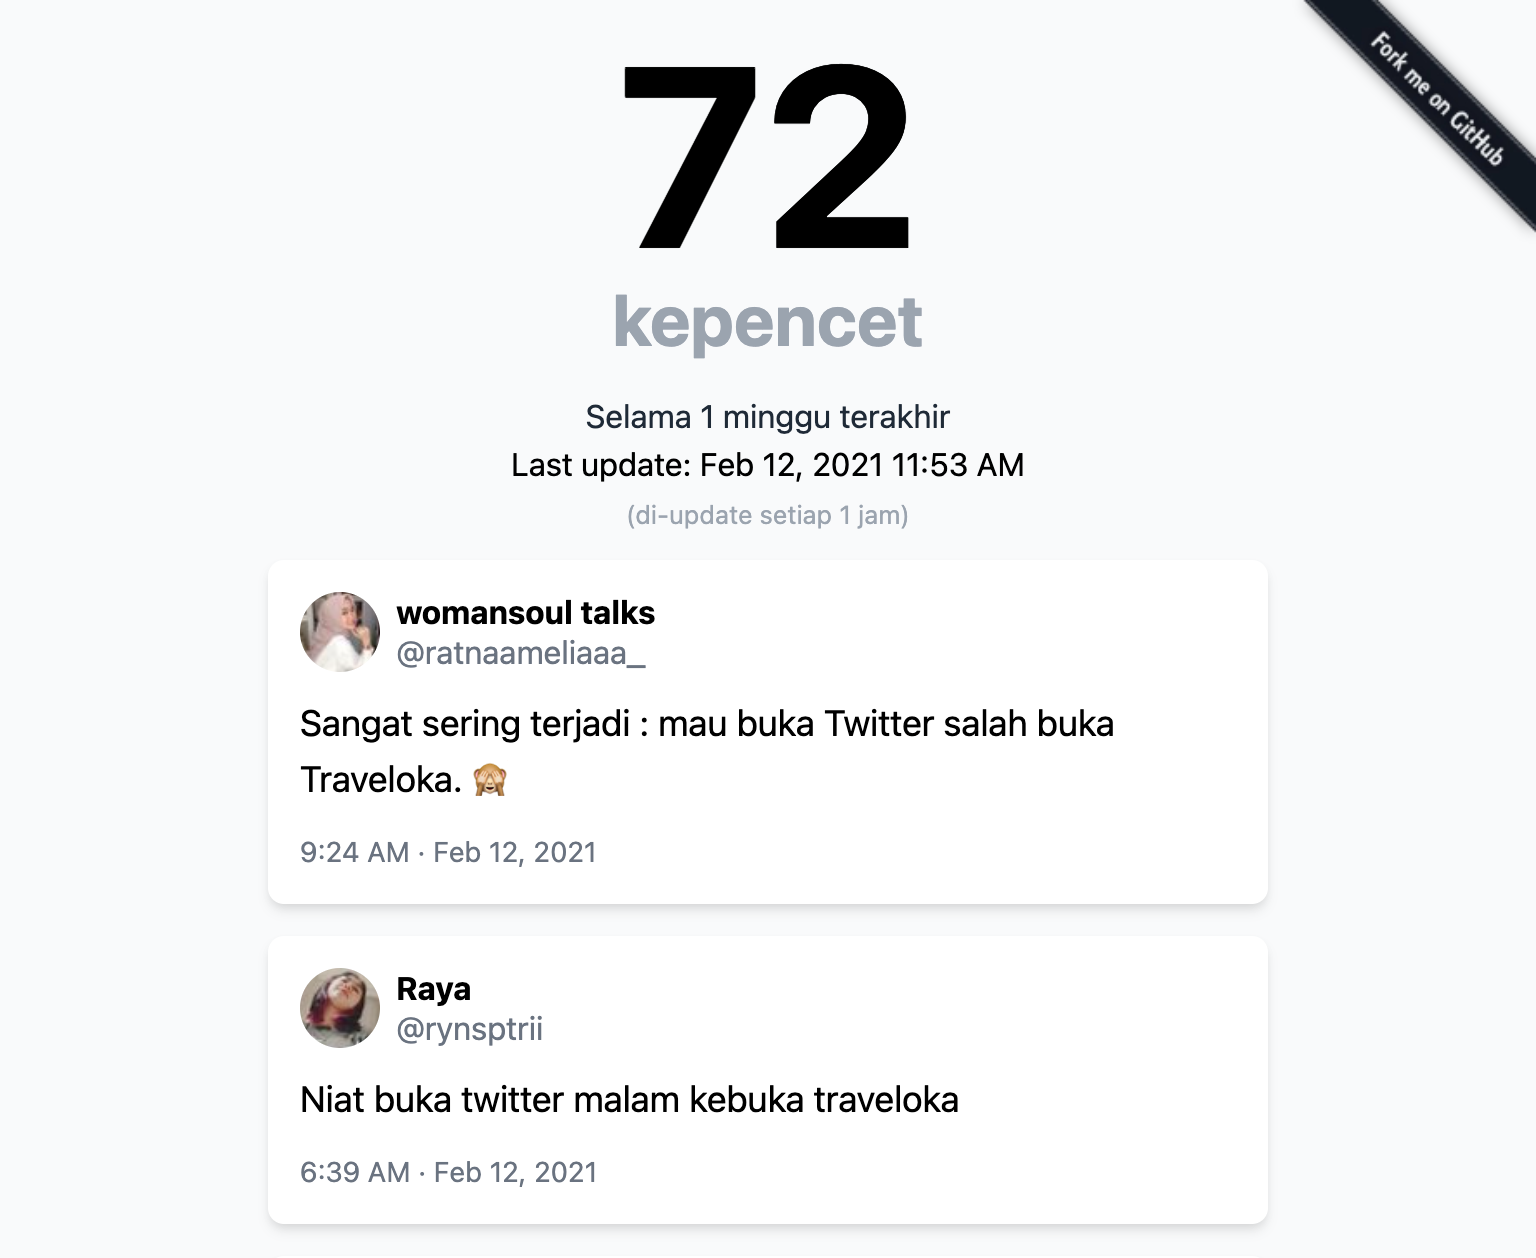 Fork me on GitHub
72
kepencet
Selama 1 minggu terakhir
Last update: Feb 12, 2021 11:53 AM
(di-update setiap 1 jam)
womansoul talks
@ratnaameliaaa_
Sangat sering terjadi : mau buka Twitter salah buka
Traveloka. 🙈
9:24 AM · Feb 12, 2021
Raya
@rynsptrii
Niat buka twitter malam kebuka traveloka
6:39 AM · Feb 12, 2021